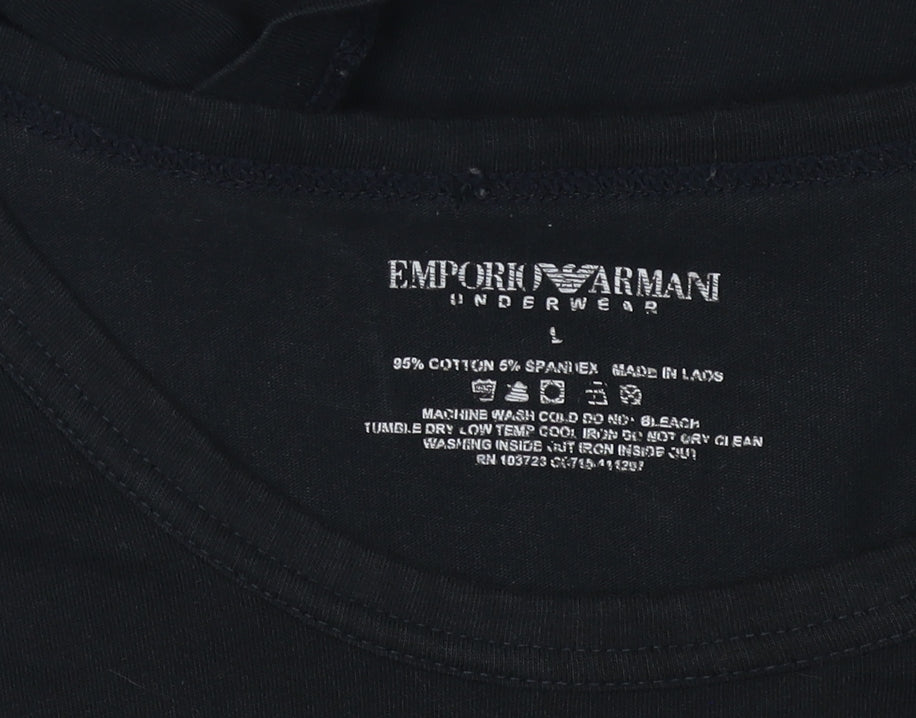 EMPORIO ARMANI
UNDERWEAR
L
95% COTTON 5% SPANDEX MADE IN LAOS
MACHINE WASH COLD DO NOT BLEACH
TUMBLE DRY LOW TEMP COOL IRON DO NOT DRY CLEAN
WASHING INSIDE OUT IRON INSIDE OUT
RN 103723